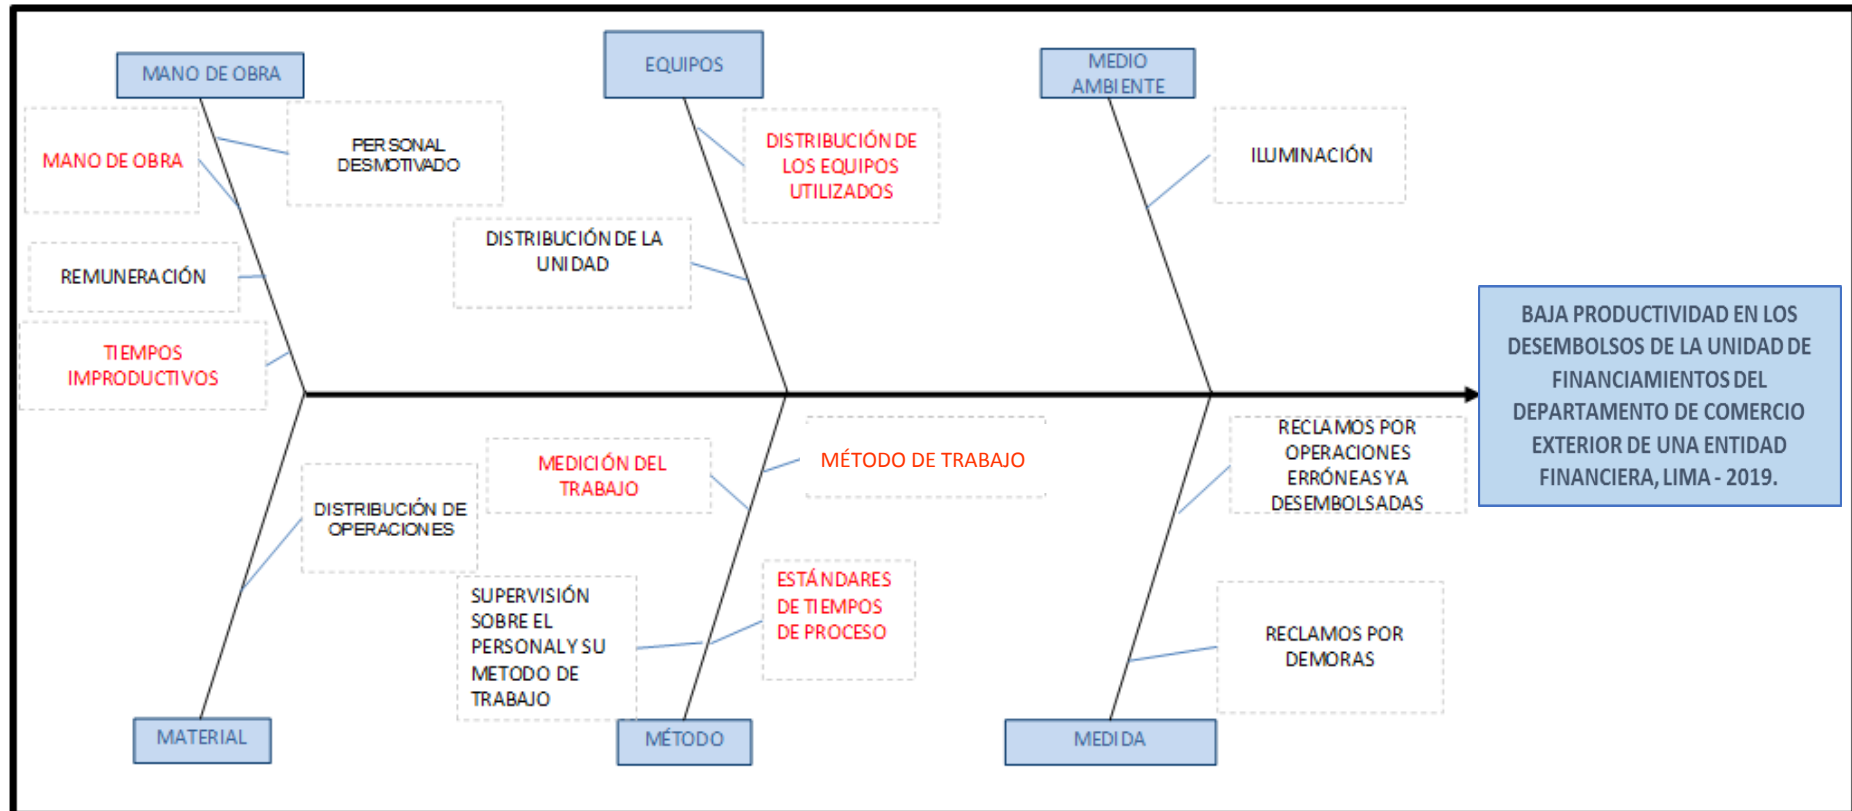 MANO DE OBRA
EQUIPOS
MEDIO
AMBIENTE
MANO DE OBRA
PERSONAL
DESMOTIVADO
DISTRIBUCIÓN DE
LOS EQUIPOS
UTILIZADOS
ILUMINACIÓN
REMUNERACIÓN
DISTRIBUCIÓN DE LA
UNIDAD
TIEMPOS
IMPRODUCTIVOS
BAJA PRODUCTIVIDAD EN LOS
DESEMBOLSOS DE LA UNIDAD DE
FINANCIAMIENTOS DEL
DEPARTAMENTO DE COMERCIO
EXTERIOR DE UNA ENTIDAD
FINANCIERA, LIMA - 2019.
DISTRIBUCIÓN DE
OPERACIONES
MEDICIÓN DEL
TRABAJO
MÉTODO DE TRABAJO
RECLAMOS POR
OPERACIONES
ERRÓNEAS YA
DESEMBOLSADAS
SUPERVISIÓN
SOBRE EL
PERSONAL Y SU
METODO DE
TRABAJO
ESTÁNDARES
DE TIEMPOS
DE PROCESO
RECLAMOS POR
DEMORAS
MATERIAL
MÉTODO
MEDIDA